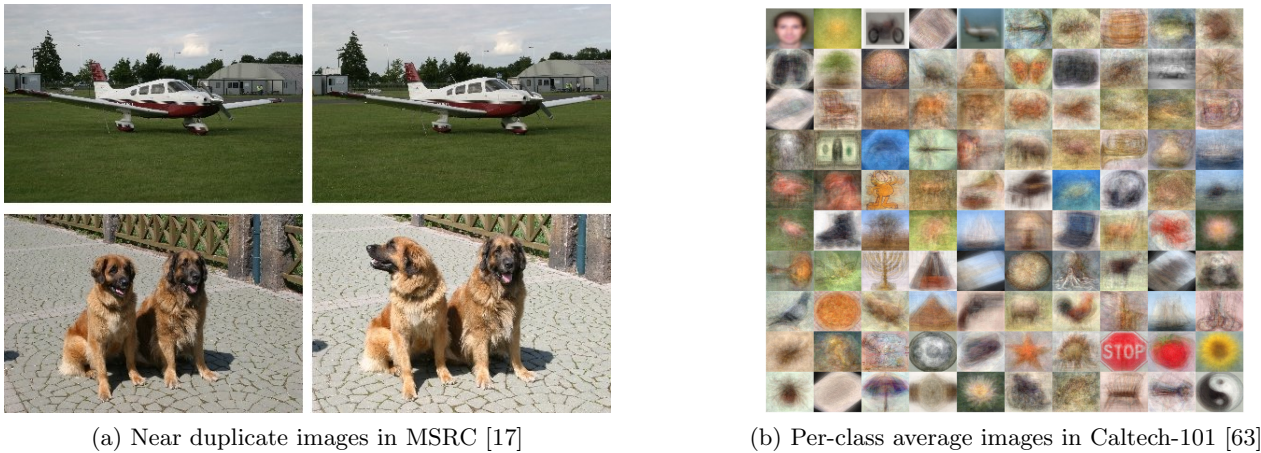 STOP
(a) Near duplicate images in MSRC [17]
(b) Per-class average images in Caltech-101 [63]